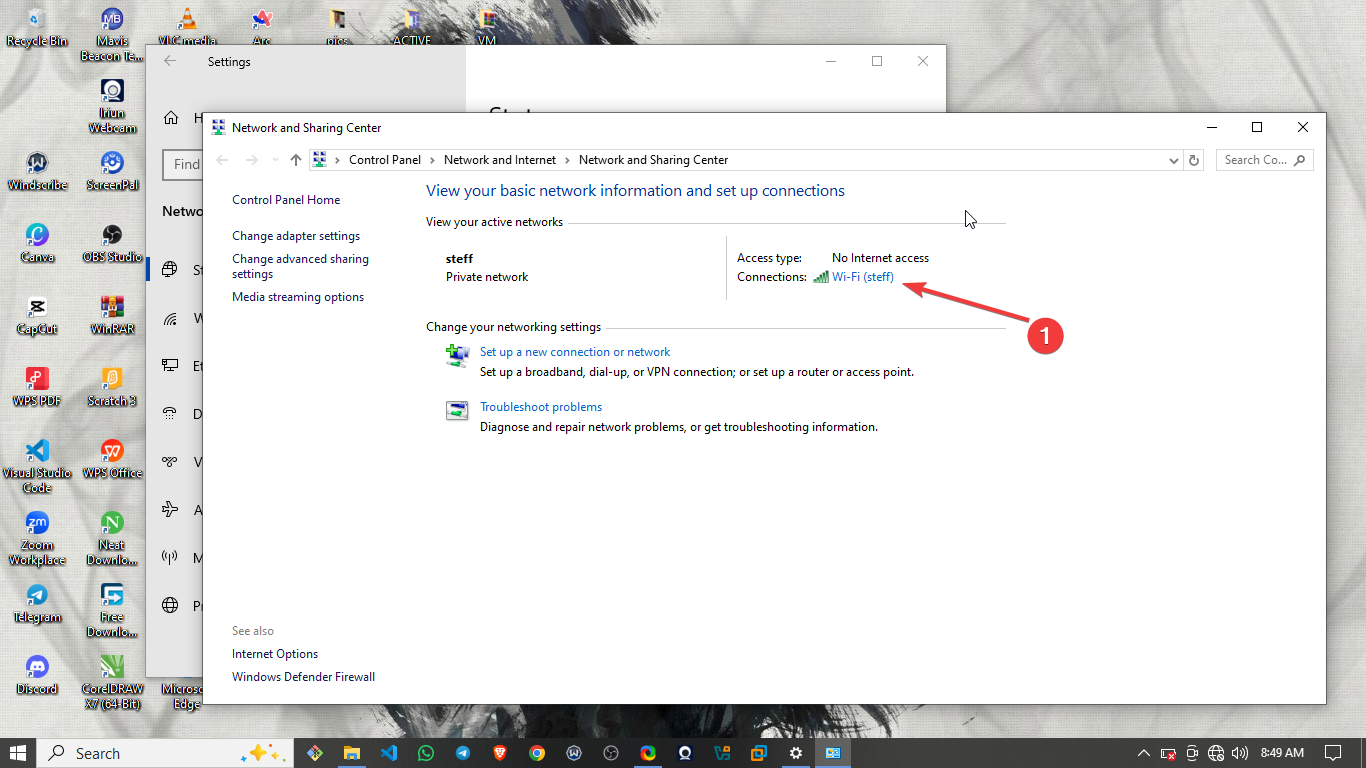 Recycle Bin
Mavis
Beacon Te...
VLC media
Arc
pics
ACTIVE
VM
Settings
Iriun
Webcam
Find
Windscribe
ScreenPal
Netwo
Canva
OBS Studio
CapCut
WinRAR
WPS PDF
Scratch 3
Visual Studio
Code
WPS Office
Zoom
Workplace
Neat
Downlo...
Telegram
Free
Downlo...
Discord
CorelDRAW
X7 (64-Bit)
Edge
Network and Sharing Center
Control Panel
Network and Internet
Network and Sharing Center
Search Co...
Control Panel Home
Change adapter settings
Change advanced sharing
settings
Media streaming options
See also
Internet Options
Windows Defender Firewall
View your basic network information and set up connections
View your active networks
steff
Private network
Access type: No Internet access
Connections: Wi-Fi (steff)
1
Change your networking settings
Set up a new connection or network
Set up a broadband, dial-up, or VPN connection; or set up a router or access point.
Troubleshoot problems
Diagnose and repair network problems, or get troubleshooting information.
Search
8:49 AM